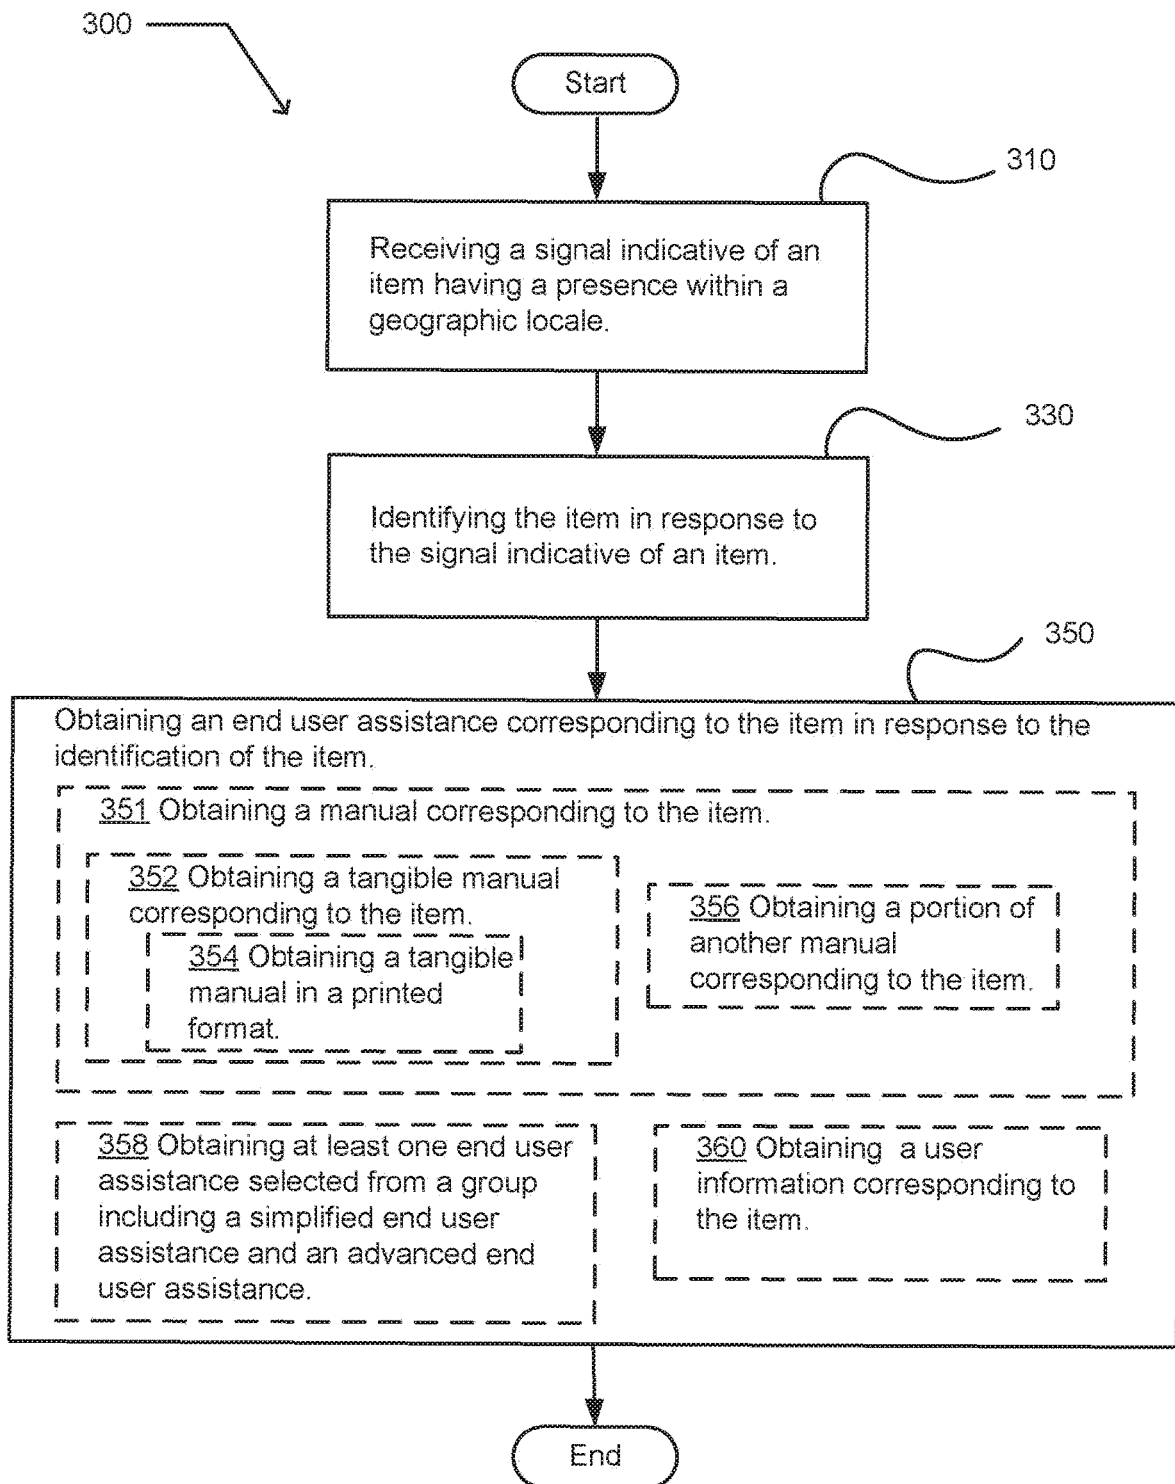 300
Start
310
Receiving a signal indicative of an
item having a presence within a
geographic locale.
330
Identifying the item in response to
the signal indicative of an item.
350
Obtaining an end user assistance corresponding to the item in response to the
identification of the item.
351 Obtaining a manual corresponding to the item.
352 Obtaining a tangible manual
corresponding to the item.
354 Obtaining a tangible
manual in a printed
format.
356 Obtaining a portion of
another manual
corresponding to the item.
358 Obtaining at least one end user
assistance selected from a group
including a simplified end user
assistance and an advanced end
user assistance.
360 Obtaining a user
information corresponding to
the item.
End